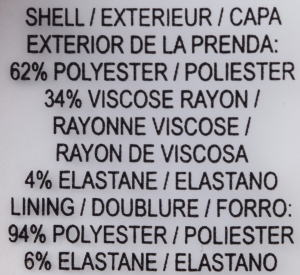 SHELL / EXTERIEUR / CAPA
EXTERIOR DE LA PRENDA:
62% POLYESTER / POLIESTER
34% VISCOSE RAYON /
RAYONNE VISCOSE /
RAYON DE VISCOSA
4% ELASTANE / ELASTANO
LINING / DOUBLURE / FORRO:
94% POLYESTER / POLIESTER
6% ELASTANE / ELASTANO